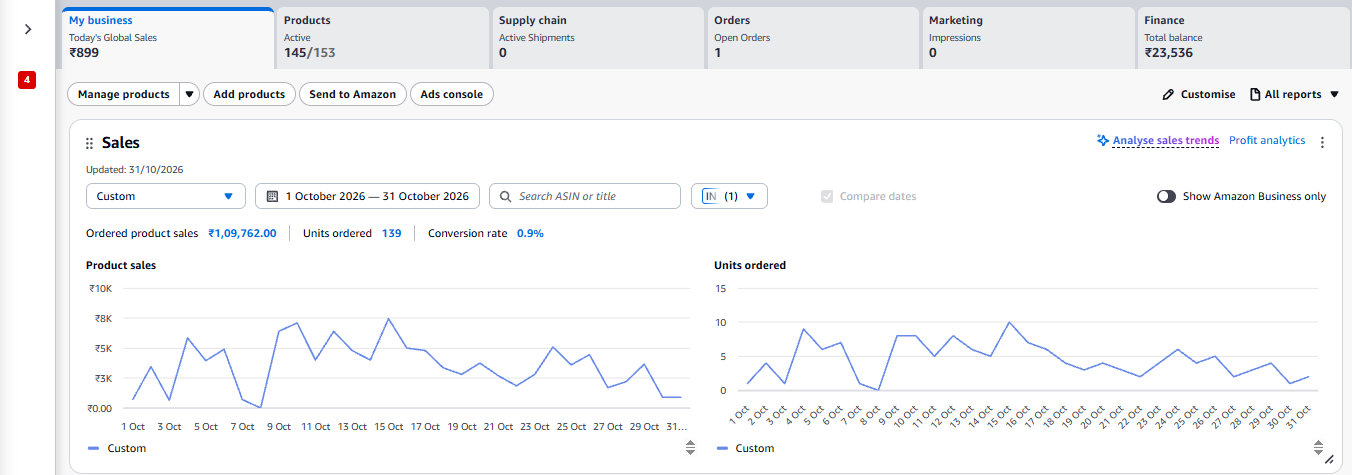 My business Products Supply chain Orders Marketing Finance
Today's Global Sales Active Active Shipments Open Orders Impressions Total balance
₹899 145/153 0 1 0 ₹23,536
4
Manage products Add products Send to Amazon Ads console Customise All reports
Sales Analyse sales trends Profit analytics
Updated: 31/10/2026
Custom 1 October 2026 — 31 October 2026 Search ASIN or title IN (1) Compare dates Show Amazon Business only
Ordered product sales ₹1,09,762.00 Units ordered 139 Conversion rate 0.9%
Product sales
₹10K
₹8K
₹5K
₹3K
₹0.00
1 Oct 3 Oct 5 Oct 7 Oct 9 Oct 11 Oct 13 Oct 15 Oct 17 Oct 19 Oct 21 Oct 23 Oct 25 Oct 27 Oct 29 Oct 31...
Custom
Units ordered
15
10
5
0
1 Oct 2 Oct 3 Oct 4 Oct 5 Oct 6 Oct 7 Oct 8 Oct 9 Oct 10 Oct 11 Oct 12 Oct 13 Oct 14 Oct 15 Oct 16 Oct 17 Oct 18 Oct 19 Oct 20 Oct 21 Oct 22 Oct 23 Oct 24 Oct 25 Oct 26 Oct 27 Oct 28 Oct 29 Oct 30 Oct 31 Oct
Custom